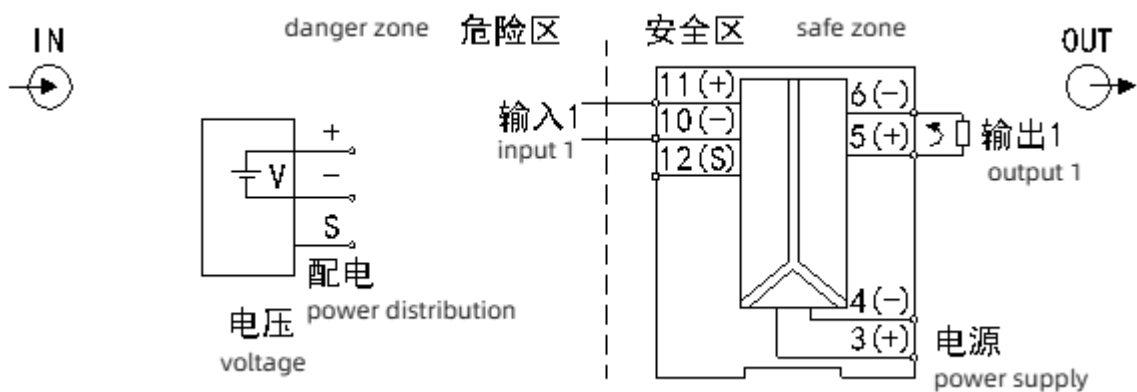 IN
danger zone 危险区
安全区 safe zone
OUT
输入1
input 1
11(+)
10(-)
12(S)
6(-)
5(+)
输出1
output 1
+
V
-
S
配电
power distribution
电压
voltage
4(-)
3(+)
电源
power supply